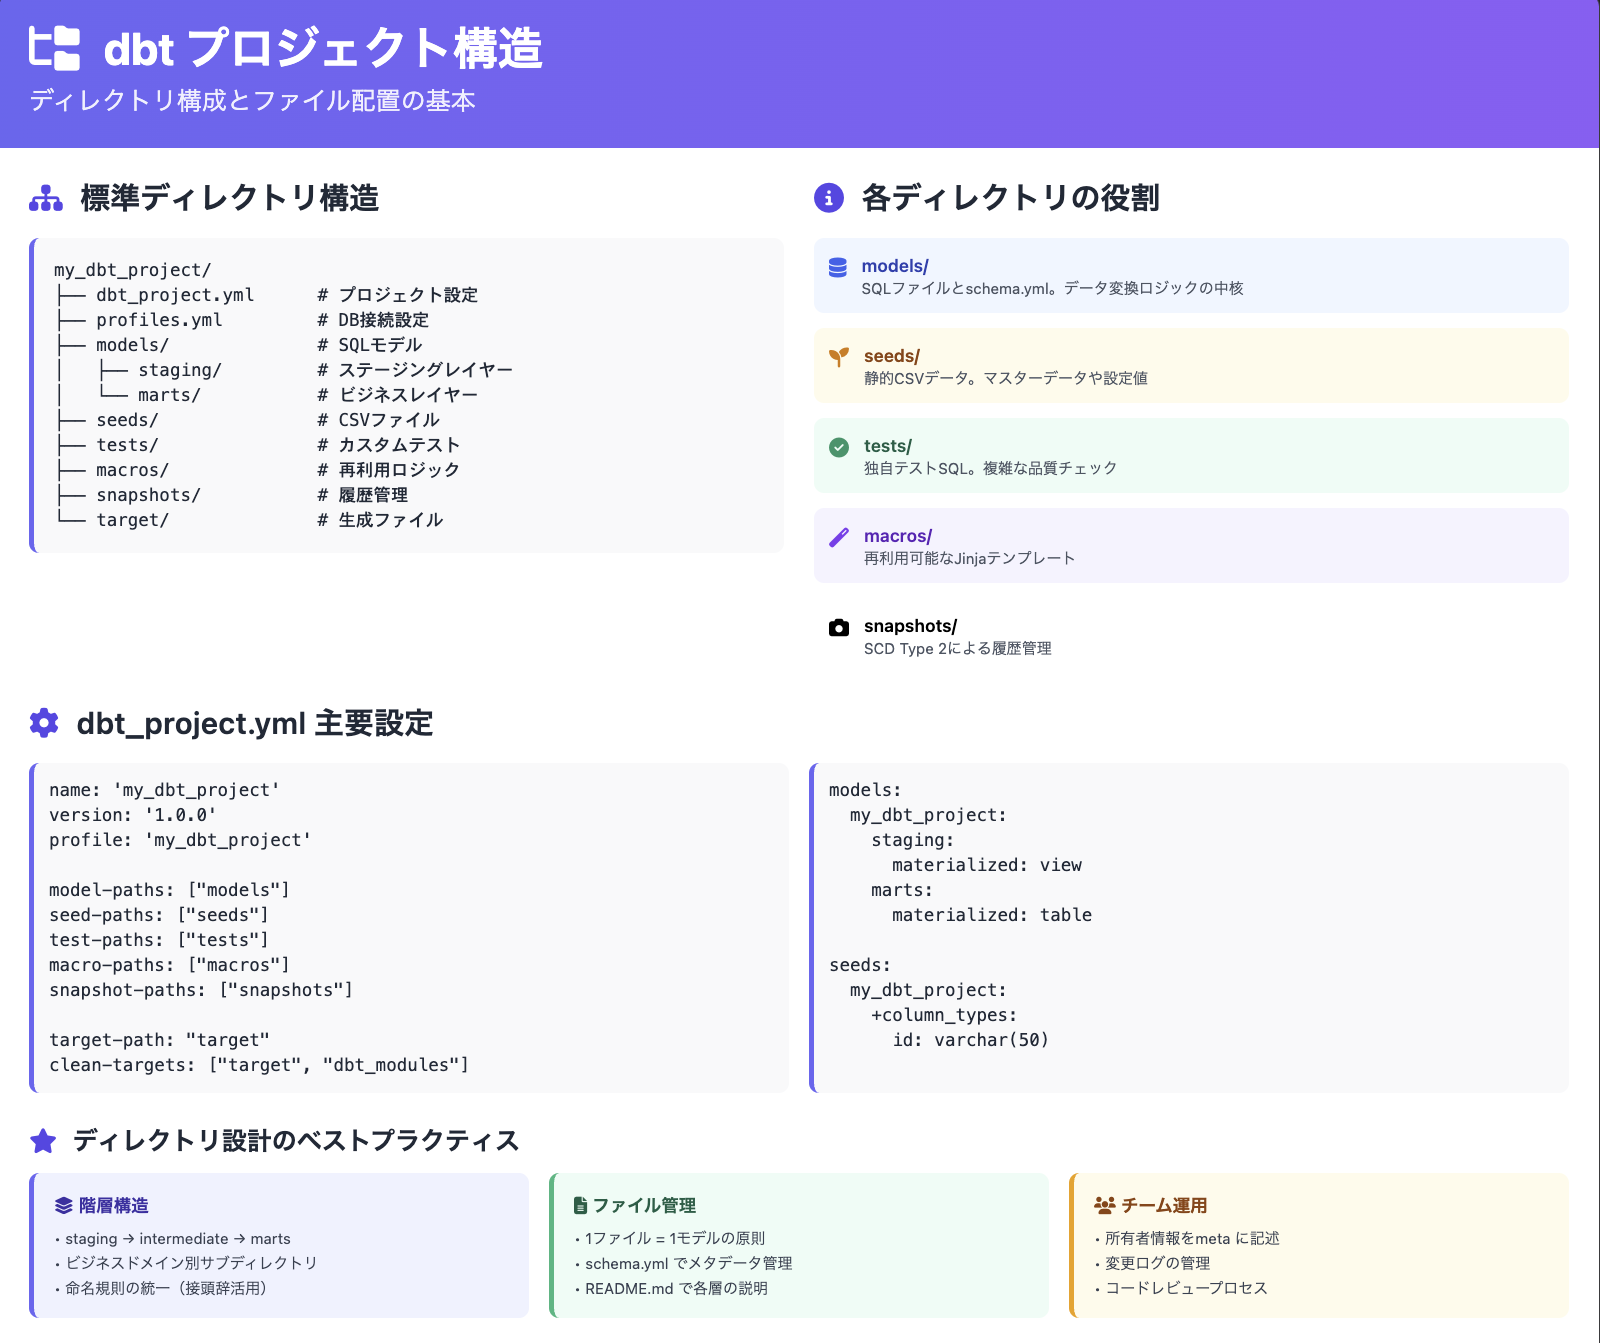 dbt プロジェクト構造
ディレクトリ構成とファイル配置の基本
標準ディレクトリ構造
my_dbt_project/
├── dbt_project.yml      # プロジェクト設定
├── profiles.yml         # DB接続設定
├── models/              # SQLモデル
│   ├── staging/         # ステージングレイヤー
│   └── marts/           # ビジネスレイヤー
├── seeds/               # CSVファイル
├── tests/               # カスタムテスト
├── macros/              # 再利用ロジック
├── snapshots/           # 履歴管理
└── target/              # 生成ファイル
各ディレクトリの役割
models/
SQLファイルとschema.yml。データ変換ロジックの中核
seeds/
静的CSVデータ。マスターデータや設定値
tests/
独自テストSQL。複雑な品質チェック
macros/
再利用可能なJinjaテンプレート
snapshots/
SCD Type 2による履歴管理
dbt_project.yml 主要設定
name: 'my_dbt_project'
version: '1.0.0'
profile: 'my_dbt_project'
model-paths: ["models"]
seed-paths: ["seeds"]
test-paths: ["tests"]
macro-paths: ["macros"]
snapshot-paths: ["snapshots"]
target-path: "target"
clean-targets: ["target", "dbt_modules"]
models:
  my_dbt_project:
    staging:
      materialized: view
    marts:
      materialized: table
seeds:
  my_dbt_project:
    +column_types:
      id: varchar(50)
ディレクトリ設計のベストプラクティス
階層構造
• staging → intermediate → marts
• ビジネスドメイン別サブディレクトリ
• 命名規則の統一（接頭辞活用）
ファイル管理
• 1ファイル = 1モデルの原則
• schema.yml でメタデータ管理
• README.md で各層の説明
チーム運用
• 所有者情報をmeta に記述
• 変更ログの管理
• コードレビュープロセス